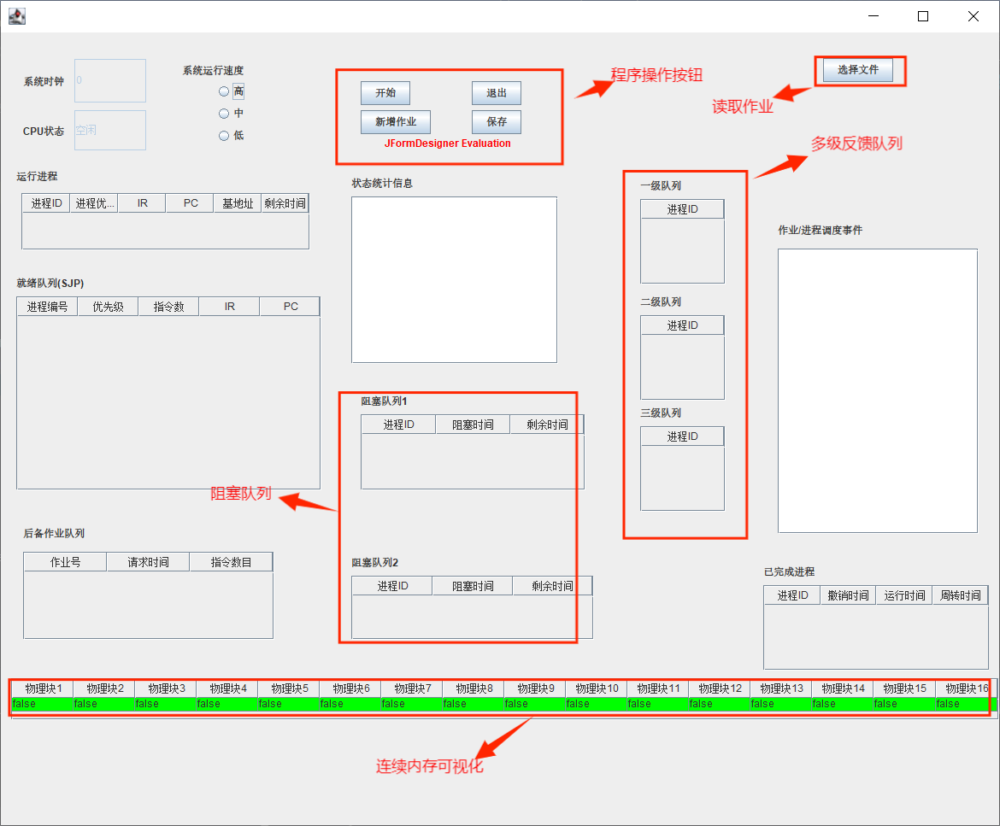 系统时钟
0
CPU状态
空闲
系统运行速度
高
中
低
开始
退出
新增作业
保存
JFormDesigner Evaluation
程序操作按钮
选择文件
读取作业
多级反馈队列
运行进程
进程ID 进程优... IR PC 基地址 剩余时间
状态统计信息
一级队列
进程ID
作业/进程调度事件
就绪队列(SJP)
进程编号 优先级 指令数 IR PC
二级队列
进程ID
阻塞队列1
进程ID 阻塞时间 剩余时间
三级队列
进程ID
阻塞队列
后备作业队列
作业号 请求时间 指令数目
阻塞队列2
进程ID 阻塞时间 剩余时间
已完成进程
进程ID 撤销时间 运行时间 周转时间
物理块1 物理块2 物理块3 物理块4 物理块5 物理块6 物理块7 物理块8 物理块9 物理块10 物理块11 物理块12 物理块13 物理块14 物理块15 物理块16
false false false false false false false false false false false false false false false false
连续内存可视化